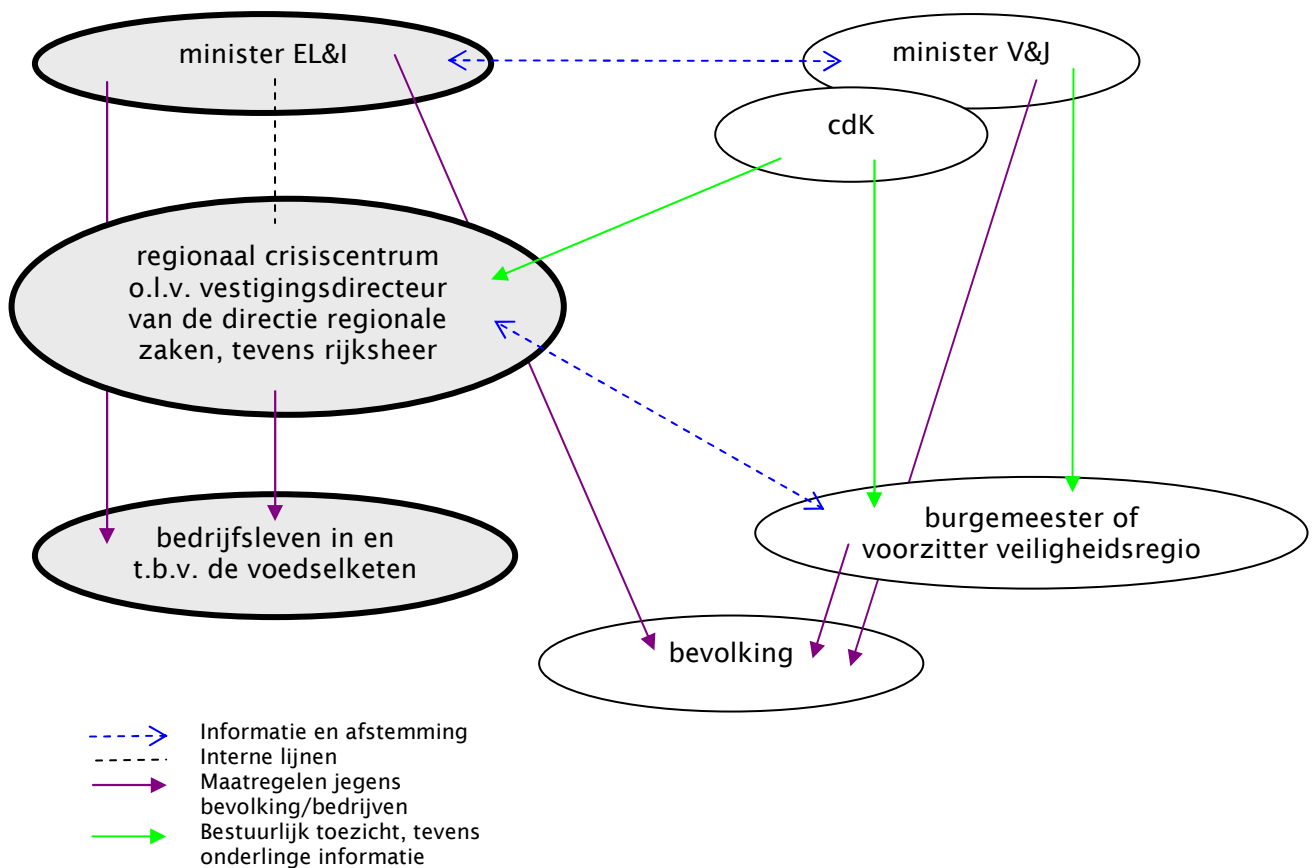 minister EL&I
minister V&J
cdK
regionaal crisiscentrum
o.l.v. vestigingsdirecteur
van de directie regionale
zaken, tevens rijksheer
bedrijfsleven in en
t.b.v. de voedselketen
burgemeester of
voorzitter veiligheidsregio
bevolking
Informatie en afstemming
Interne lijnen
Maatregelen jegens
bevolking/bedrijven
Bestuurlijk toezicht, tevens
onderlinge informatie